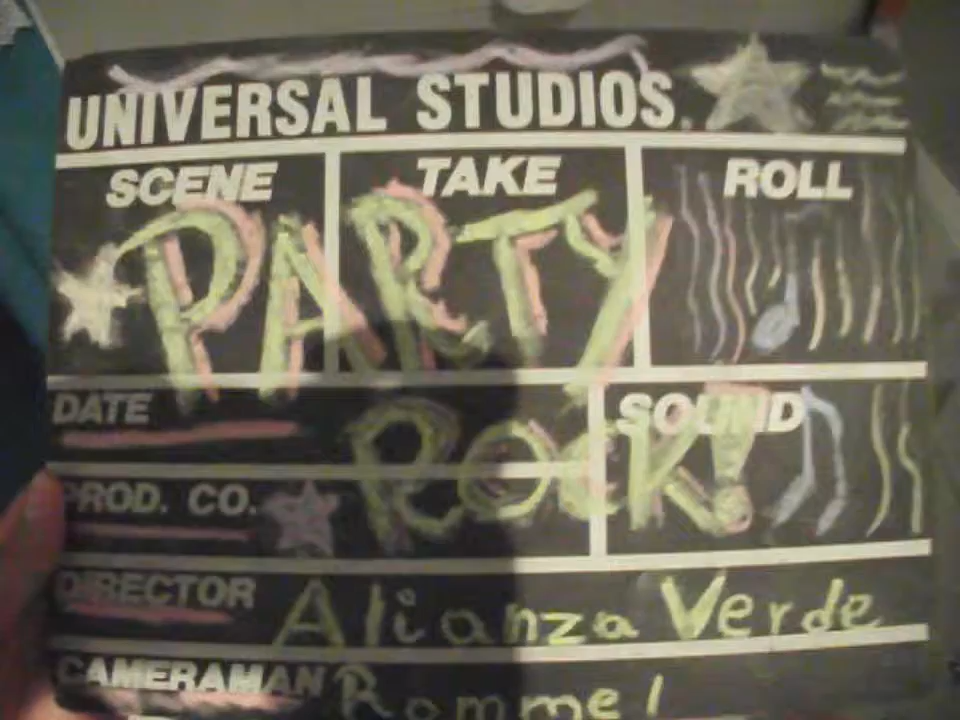 UNIVERSAL STUDIOS.
SCENE TAKE ROLL
PARTY
DATE SOUND
ROCK!
PROD. CO.
DIRECTOR Alianza Verde
CAMERAMAN Rommel